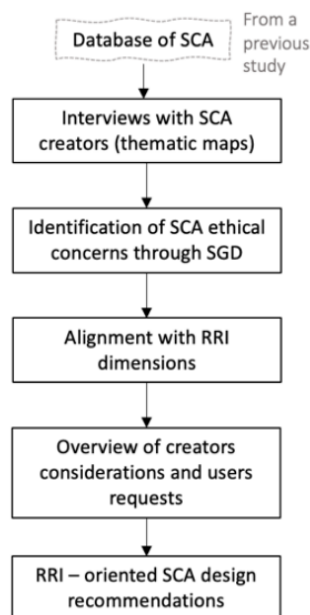 Database of SCA
From a
previous
study
Interviews with SCA
creators (thematic maps)
Identification of SCA ethical
concerns through SGD
Alignment with RRI
dimensions
Overview of creators
considerations and users
requests
RRI – oriented SCA design
recommendations